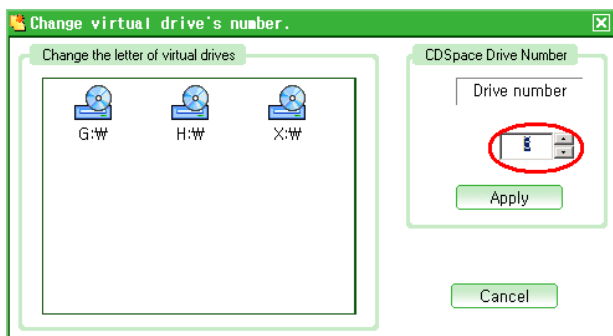 Change virtual drive's number.
Change the letter of virtual drives
G:₩
H:₩
X:₩
CDSpace Drive Number
Drive number
Apply
Cancel